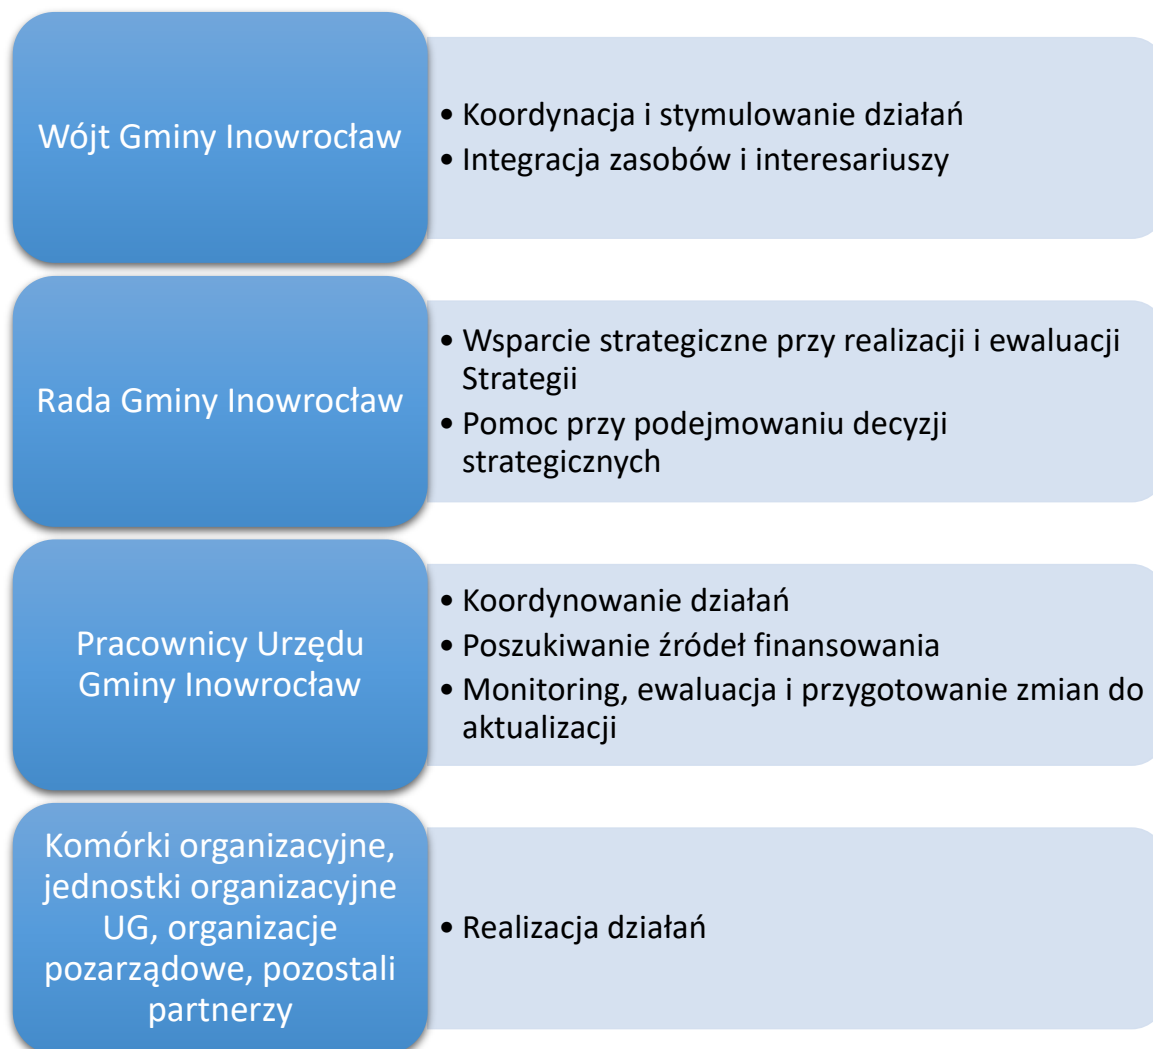 Wójt Gminy Inowrocław
• Koordynacja i stymulowanie działań
• Integracja zasobów i interesariuszy
Rada Gminy Inowrocław
• Wsparcie strategiczne przy realizacji i ewaluacji
Strategii
• Pomoc przy podejmowaniu decyzji
strategicznych
Pracownicy Urzędu
Gminy Inowrocław
• Koordynowanie działań
• Poszukiwanie źródeł finansowania
• Monitoring, ewaluacja i przygotowanie zmian do
aktualizacji
Komórki organizacyjne,
jednostki organizacyjne
UG, organizacje
pozarządowe, pozostali
partnerzy
• Realizacja działań